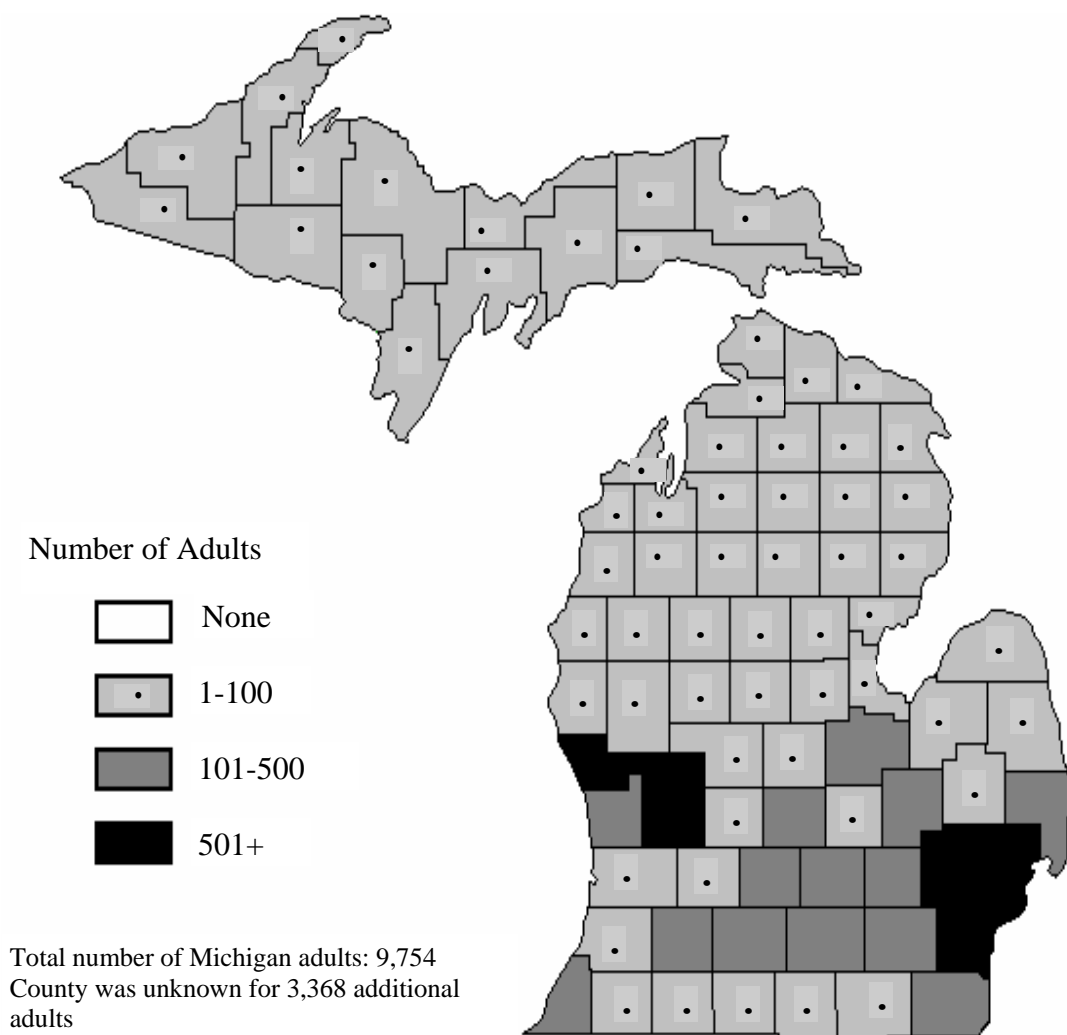 Number of Adults
None
1-100
101-500
501+
Total number of Michigan adults: 9,754
County was unknown for 3,368 additional
adults